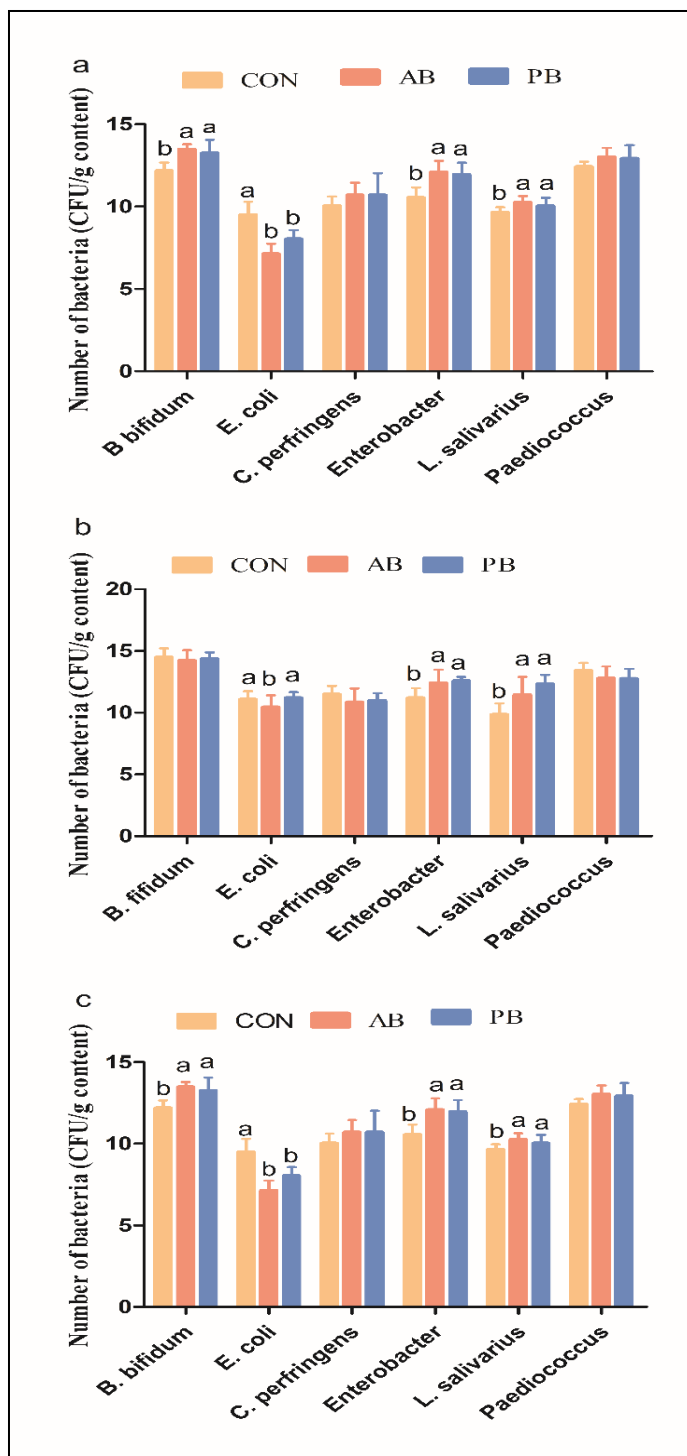 a
CON AB PB
Number of bacteria (CFU/g content)
15
10
5
0
b a a
a b b
b a a
b a a
B bifidum
E. coli
C. perfringens
Enterobacter
L. salivarius
Paediococcus
b
CON AB PB
Number of bacteria (CFU/g content)
20
15
10
5
0
a b a
b a a
b a a
B. fifidum
E. coli
C. perfringens
Enterobacter
L. salivarius
Paediococcus
c
CON AB PB
Number of bacteria (CFU/g content)
15
10
5
0
b a a
a b b
b a a
b a a
B. bifidum
E. coli
C. perfringens
Enterobacter
L. salivarius
Paediococcus